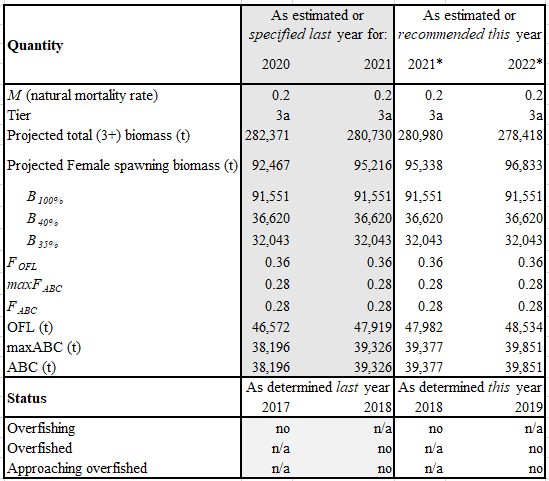 As estimated or As estimated or
Quantity specified last year for: recommended this year
2020 2021 2021* 2022*
M (natural mortality rate) 0.2 0.2 0.2 0.2
Tier 3a 3a 3a 3a
Projected total (3+) biomass (t) 282,371 280,730 280,980 278,418
Projected Female spawning biomass (t) 92,467 95,216 95,338 96,833
B 100% 91,551 91,551 91,551 91,551
B 40% 36,620 36,620 36,620 36,620
B 35% 32,043 32,043 32,043 32,043
F OFL 0.36 0.36 0.36 0.36
maxF ABC 0.28 0.28 0.28 0.28
F ABC 0.28 0.28 0.28 0.28
OFL (t) 46,572 47,919 47,982 48,534
maxABC (t) 38,196 39,326 39,377 39,851
ABC (t) 38,196 39,326 39,377 39,851
Status As determined last year As determined this year
2017 2018 2018 2019
Overfishing no n/a no n/a
Overfished n/a no n/a no
Approaching overfished n/a no n/a no